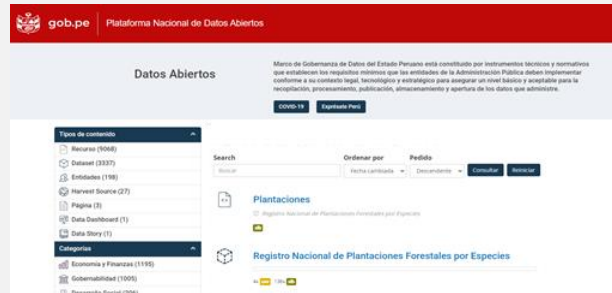 gob.pe
Plataforma Nacional de Datos Abiertos
Datos Abiertos
Marco de Gobernanza de Datos del Estado Peruano está constituido por instrumentos técnicos y normativos
que establecen los requisitos mínimos que las entidades de la Administración Pública deben implementar
conforme a su contexto legal, tecnológico y estratégico para asegurar un nivel básico y aceptable para la
recopilación, procesamiento, publicación, almacenamiento y apertura de los datos que administre.
COVID-19
Exprésate Perú
Tipos de contenido
Recurso (9068)
Dataset (3337)
Entidades (198)
Harvest Source (27)
Página (3)
Data Dashboard (1)
Data Story (1)
Categorías
Economía y Finanzas (1195)
Gobernabilidad (1005)
Search
Ordenar por
Pedido
Buscar
Fecha cambiada
Descendente
Consultar
Reiniciar
Plantaciones
Registro Nacional de Plantaciones Forestales por Especies
Registro Nacional de Plantaciones Forestales por Especies